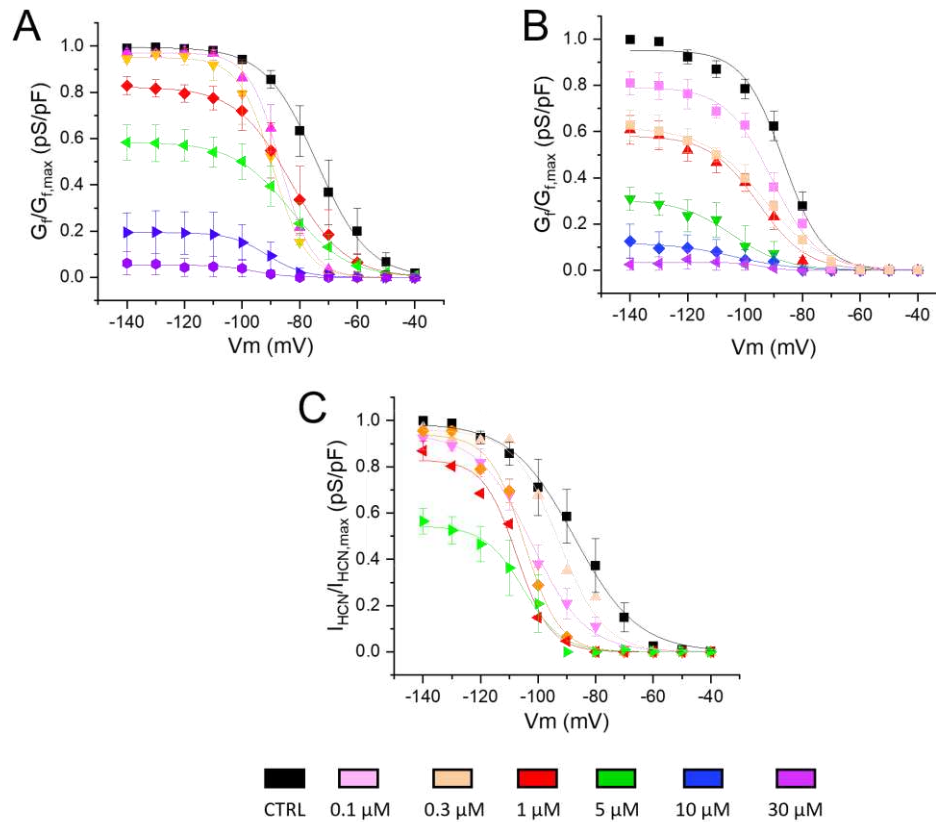 A
G_f/G_f,max (pS/pF)
1.0
0.8
0.6
0.4
0.2
0.0
-140 -120 -100 -80 -60 -40
Vm (mV)
B
G_f/G_f,max (pS/pF)
1.0
0.8
0.6
0.4
0.2
0.0
-140 -120 -100 -80 -60 -40
Vm (mV)
C
I_HCN/I_HCN,max (pS/pF)
1.0
0.8
0.6
0.4
0.2
0.0
-140 -120 -100 -80 -60 -40
Vm (mV)
CTRL 0.1 µM 0.3 µM 1 µM 5 µM 10 µM 30 µM